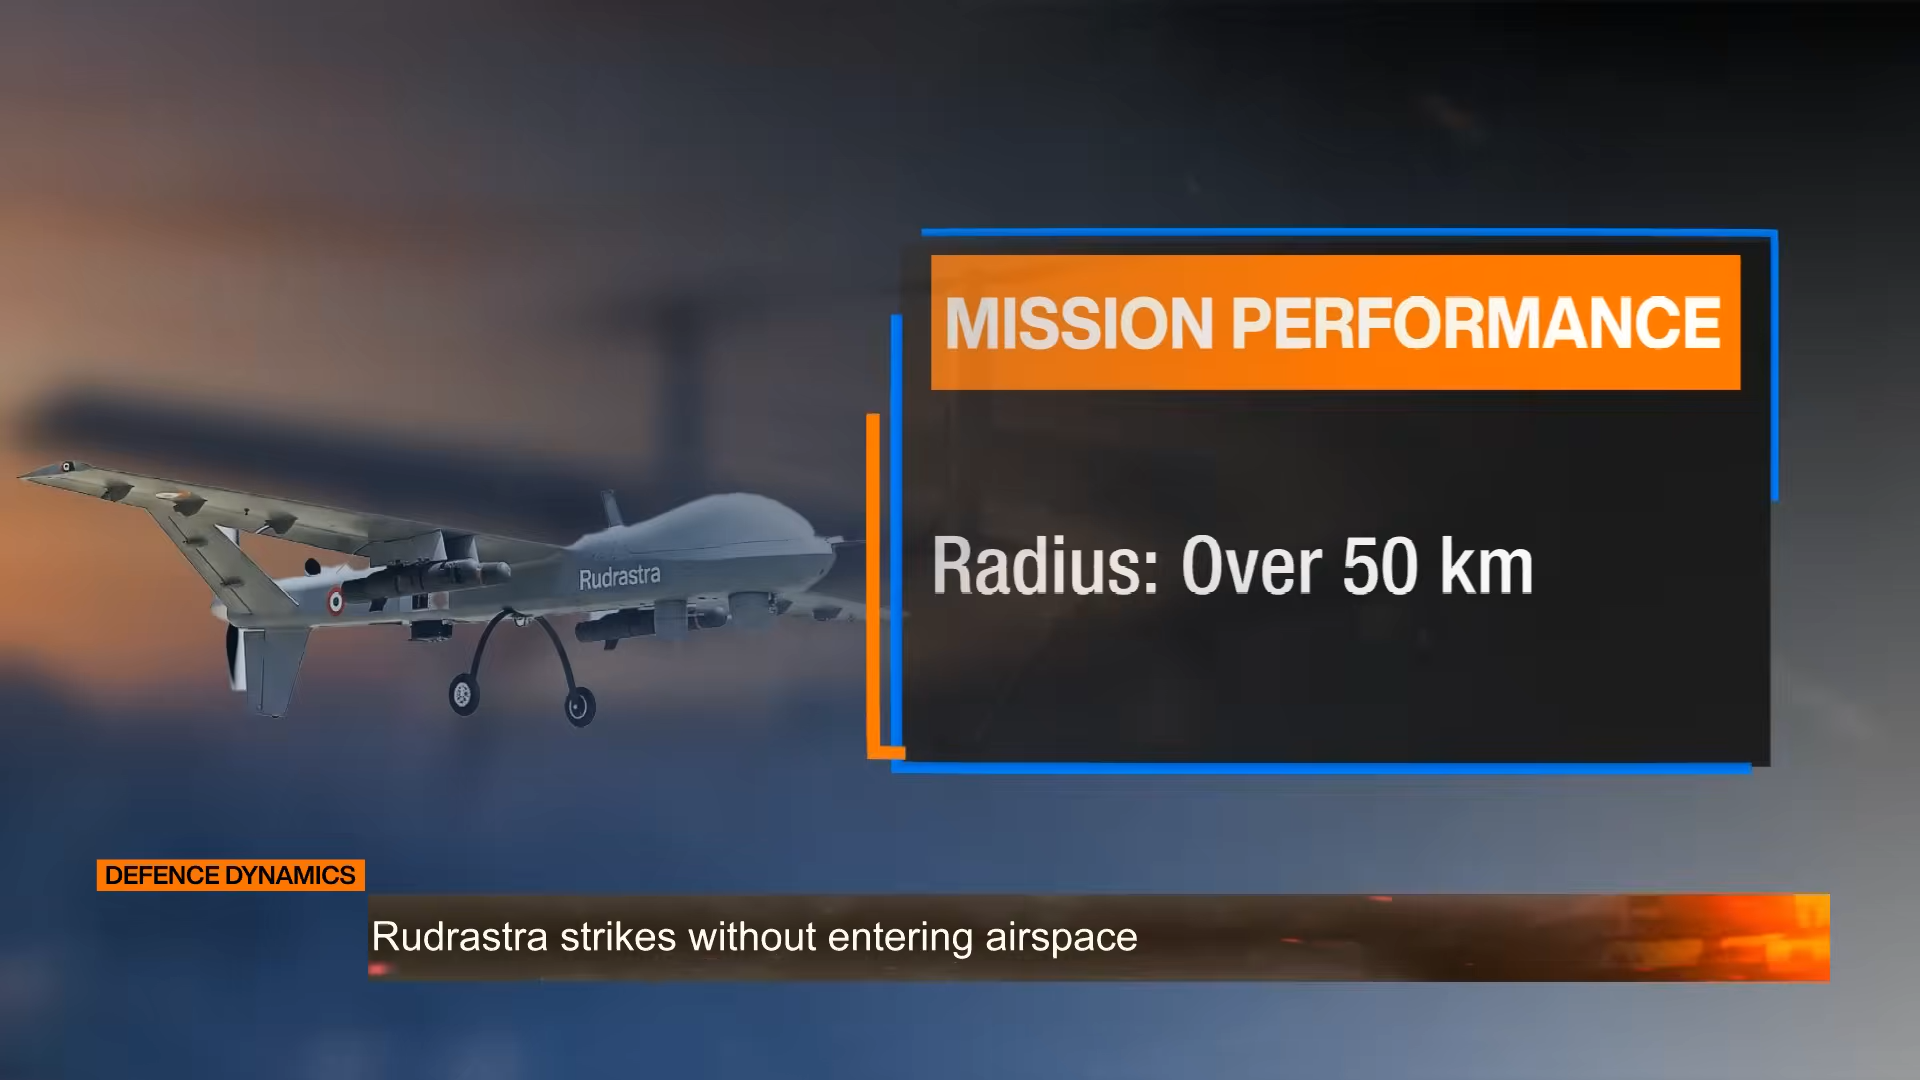 MISSION PERFORMANCE
Radius: Over 50 km
Rudrastra
DEFENCE DYNAMICS
Rudrastra strikes without entering airspace